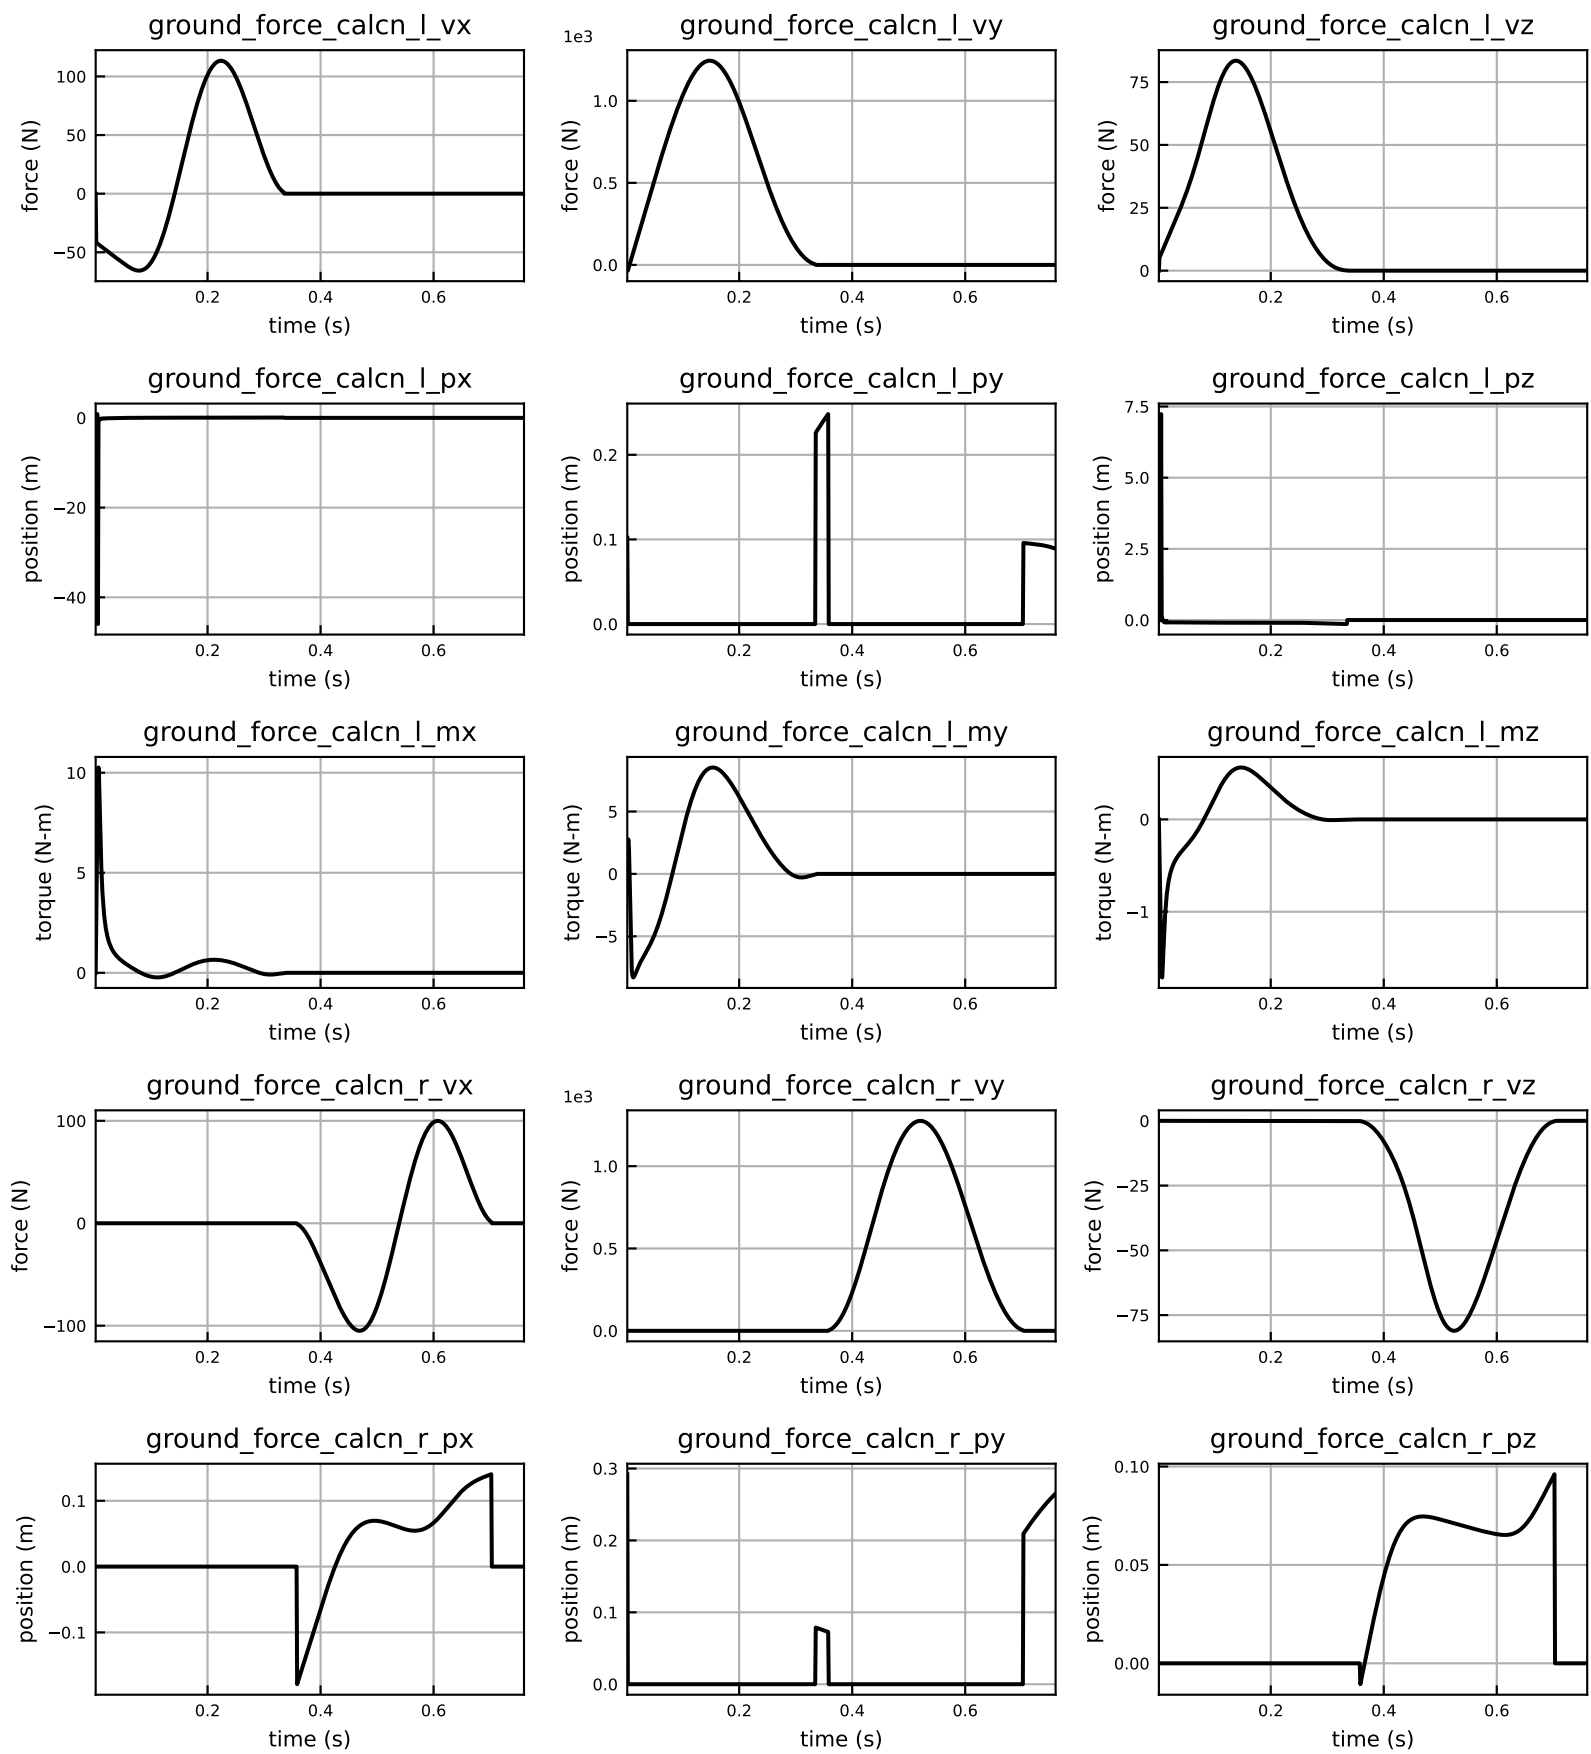 ground_force_calcn_l_vx
force (N)
100
50
0
−50
0.2 0.4 0.6
time (s)
ground_force_calcn_l_vy
1e3
force (N)
1.0
0.5
0.0
0.2 0.4 0.6
time (s)
ground_force_calcn_l_vz
force (N)
75
50
25
0
0.2 0.4 0.6
time (s)
ground_force_calcn_l_px
position (m)
0
−20
−40
0.2 0.4 0.6
time (s)
ground_force_calcn_l_py
position (m)
0.2
0.1
0.0
0.2 0.4 0.6
time (s)
ground_force_calcn_l_pz
position (m)
7.5
5.0
2.5
0.0
0.2 0.4 0.6
time (s)
ground_force_calcn_l_mx
torque (N-m)
10
5
0
0.2 0.4 0.6
time (s)
ground_force_calcn_l_my
torque (N-m)
5
0
−5
0.2 0.4 0.6
time (s)
ground_force_calcn_l_mz
torque (N-m)
0
−1
0.2 0.4 0.6
time (s)
ground_force_calcn_r_vx
force (N)
100
0
−100
0.2 0.4 0.6
time (s)
ground_force_calcn_r_vy
1e3
force (N)
1.0
0.5
0.0
0.2 0.4 0.6
time (s)
ground_force_calcn_r_vz
force (N)
0
−25
−50
−75
0.2 0.4 0.6
time (s)
ground_force_calcn_r_px
position (m)
0.1
0.0
−0.1
0.2 0.4 0.6
time (s)
ground_force_calcn_r_py
position (m)
0.3
0.2
0.1
0.0
0.2 0.4 0.6
time (s)
ground_force_calcn_r_pz
position (m)
0.10
0.05
0.00
0.2 0.4 0.6
time (s)